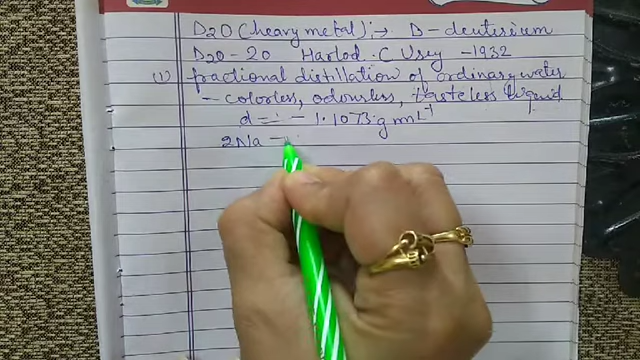 D2O (heavy metal) :→ D - deuterium
D20 - 20 Harlod . C Urey - 1932
(1) fractional distillation of ordinary water
- colorless, odourless, tasteless liquid
d = - 1.1073 g mL⁻¹
2Na -